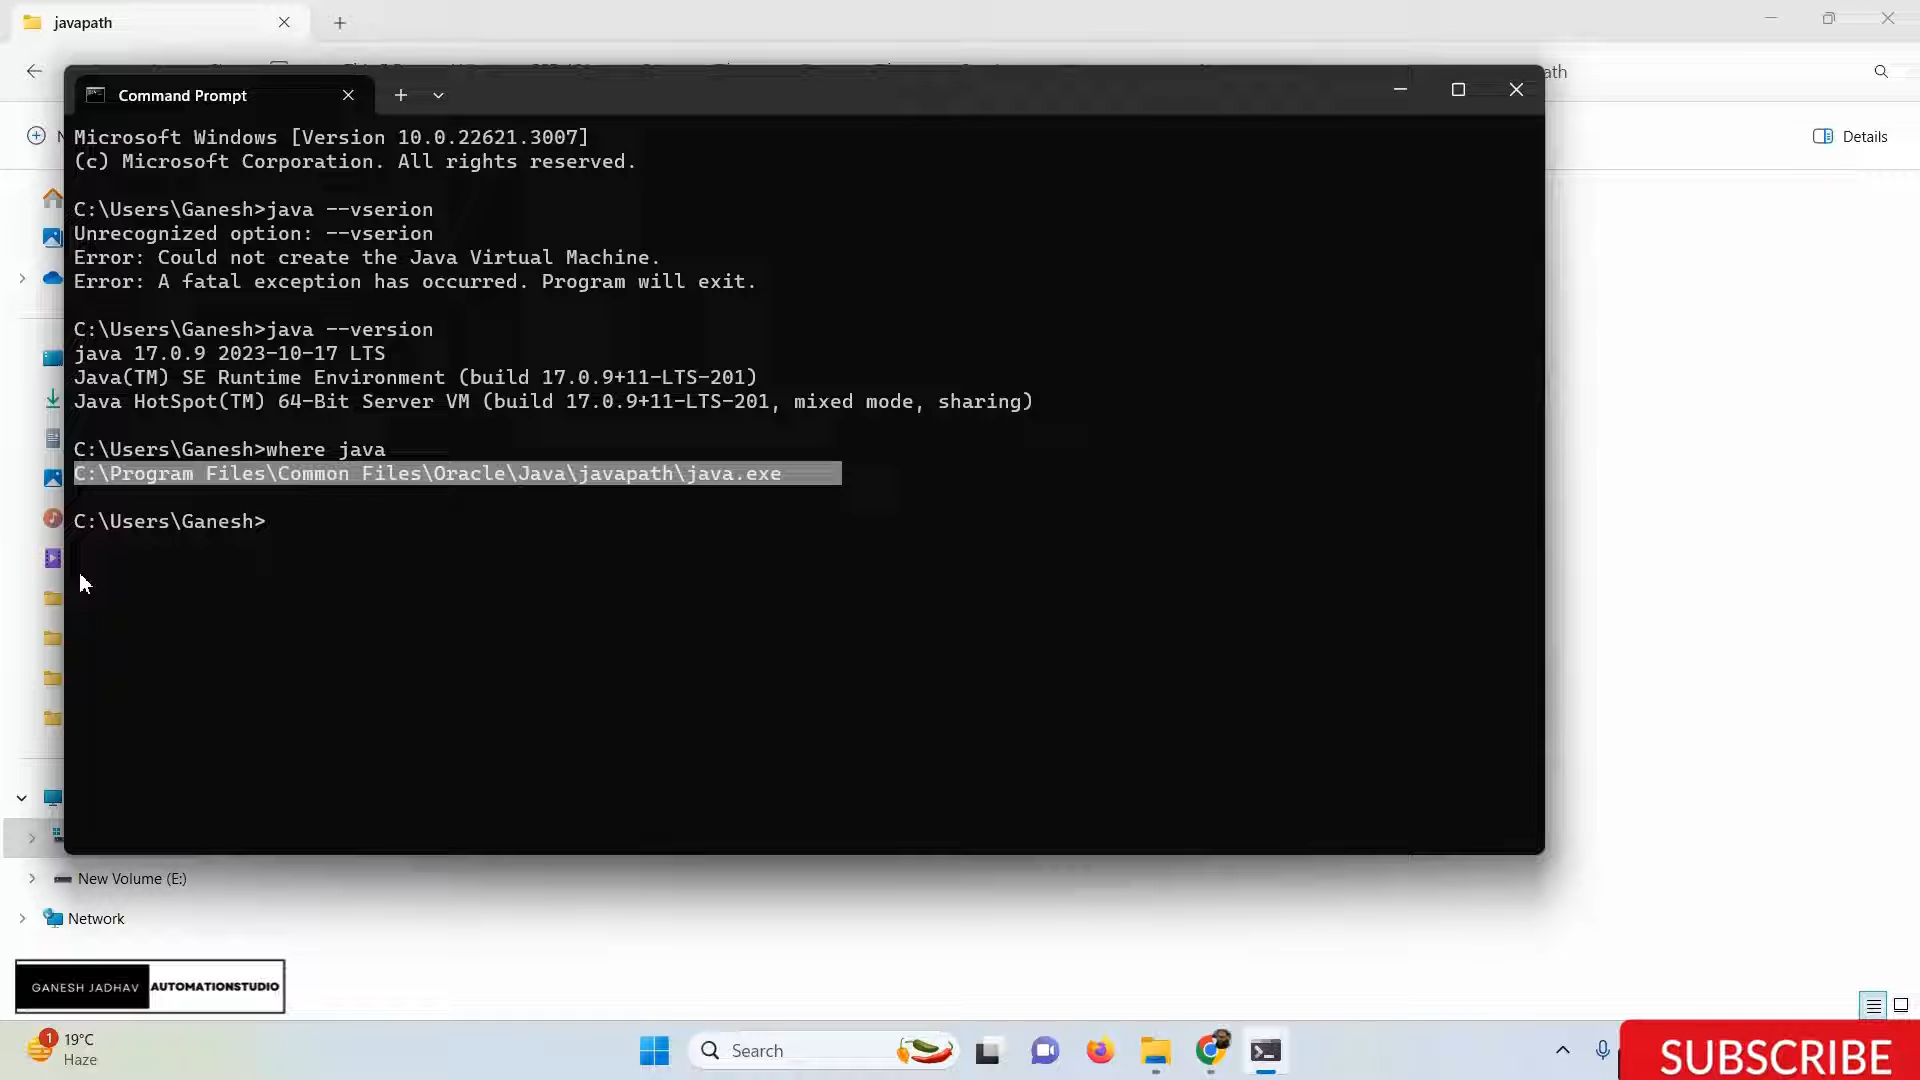 javapath
ath
Command Prompt
Details
Microsoft Windows [Version 10.0.22621.3007]
(c) Microsoft Corporation. All rights reserved.
C:\Users\Ganesh>java --vserion
Unrecognized option: --vserion
Error: Could not create the Java Virtual Machine.
Error: A fatal exception has occurred. Program will exit.
C:\Users\Ganesh>java --version
java 17.0.9 2023-10-17 LTS
Java(TM) SE Runtime Environment (build 17.0.9+11-LTS-201)
Java HotSpot(TM) 64-Bit Server VM (build 17.0.9+11-LTS-201, mixed mode, sharing)
C:\Users\Ganesh>where java
C:\Program Files\Common Files\Oracle\Java\javapath\java.exe
C:\Users\Ganesh>
New Volume (E:)
Network
GANESH JADHAV AUTOMATIONSTUDIO
1
19°C
Haze
Search
SUBSCRIBE